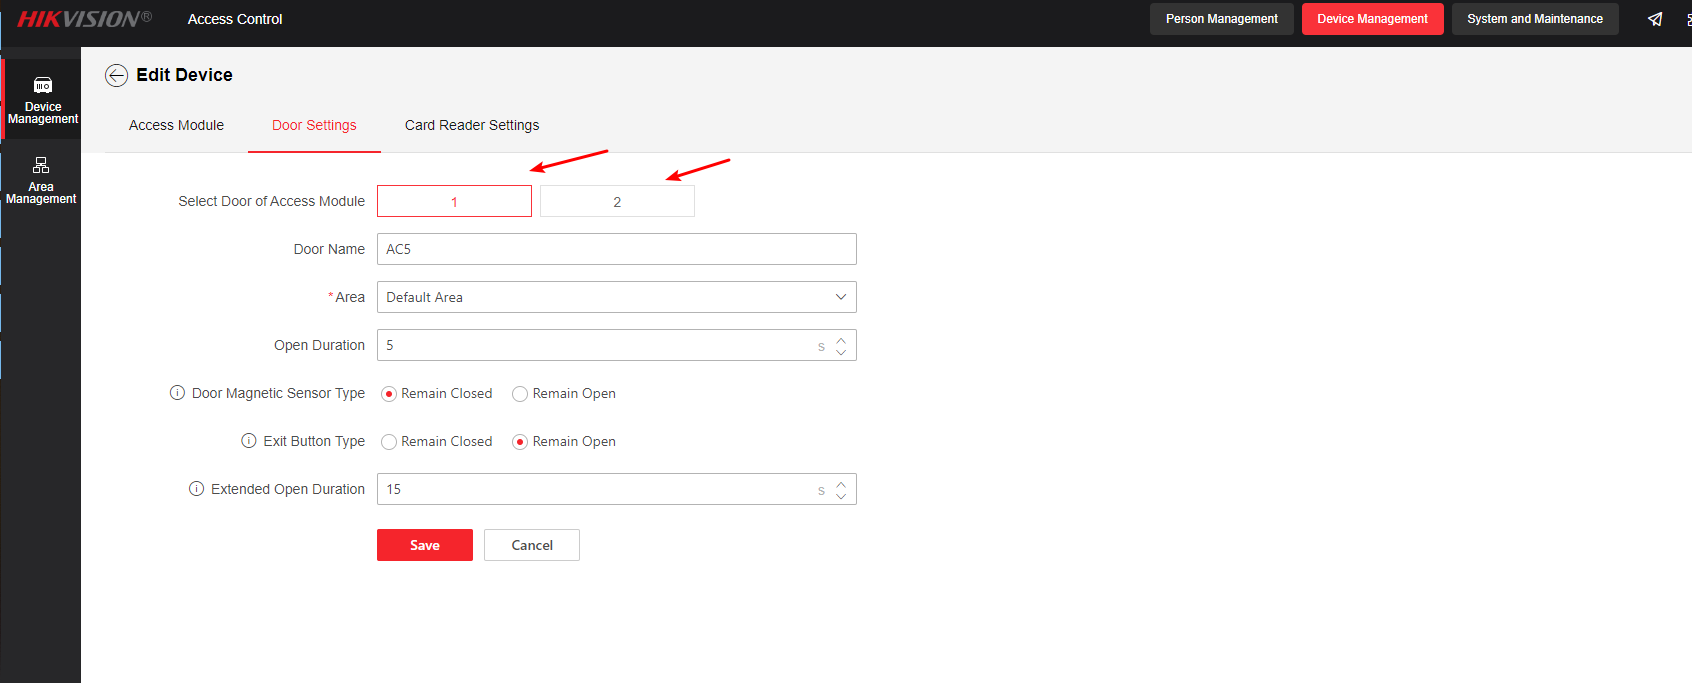 HIKVISION®
Access Control
Person Management
Device Management
System and Maintenance
Device
Management
Area
Management
Edit Device
Access Module
Door Settings
Card Reader Settings
Select Door of Access Module
1
2
Door Name
AC5
*Area
Default Area
Open Duration
5
s
Door Magnetic Sensor Type
Remain Closed
Remain Open
Exit Button Type
Remain Closed
Remain Open
Extended Open Duration
15
s
Save
Cancel